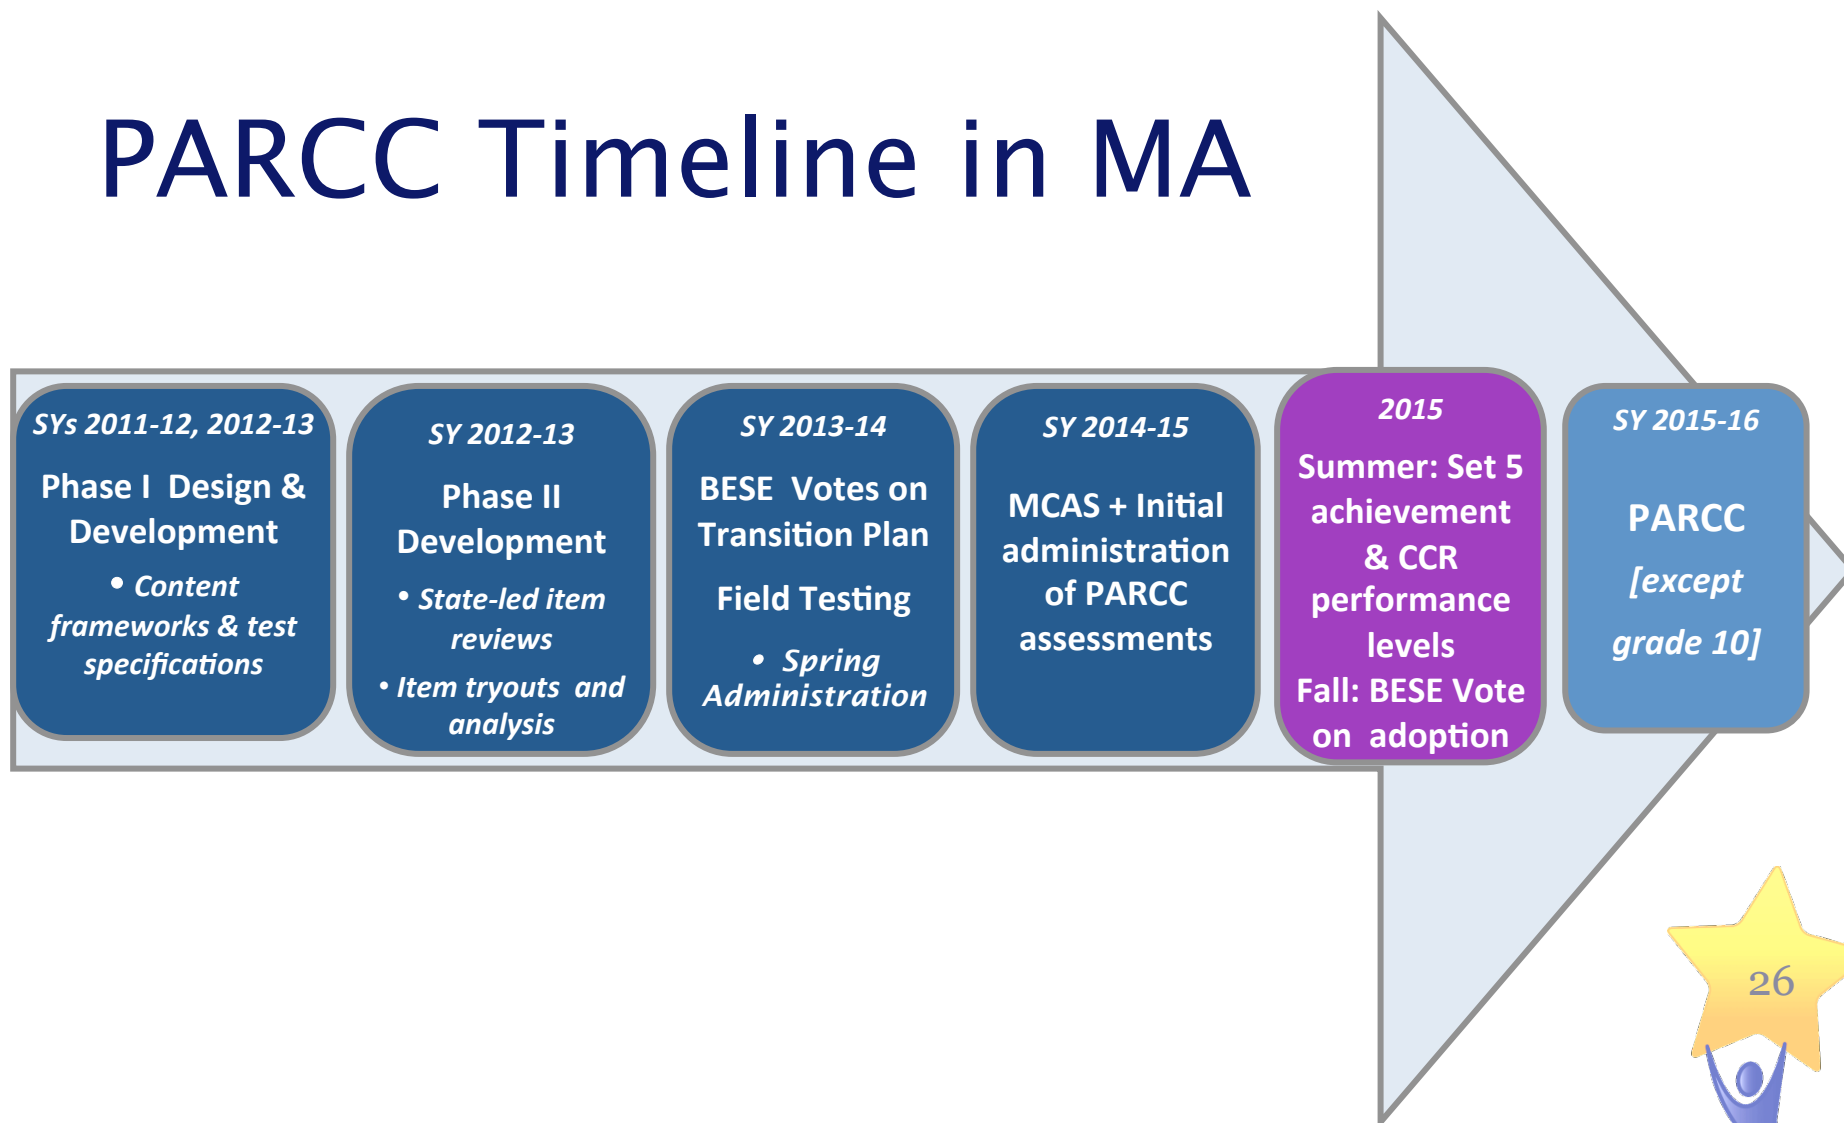 PARCC Timeline in MA
SYs 2011-12, 2012-13
Phase I Design &
Development
• Content
frameworks & test
specifications
SY 2012-13
Phase II
Development
• State-led item
reviews
• Item tryouts and
analysis
SY 2013-14
BESE Votes on
Transition Plan
Field Testing
• Spring
Administration
SY 2014-15
MCAS + Initial
administration
of PARCC
assessments
2015
Summer: Set 5
achievement
& CCR
performance
levels
Fall: BESE Vote
on adoption
SY 2015-16
PARCC
[except
grade 10]
26